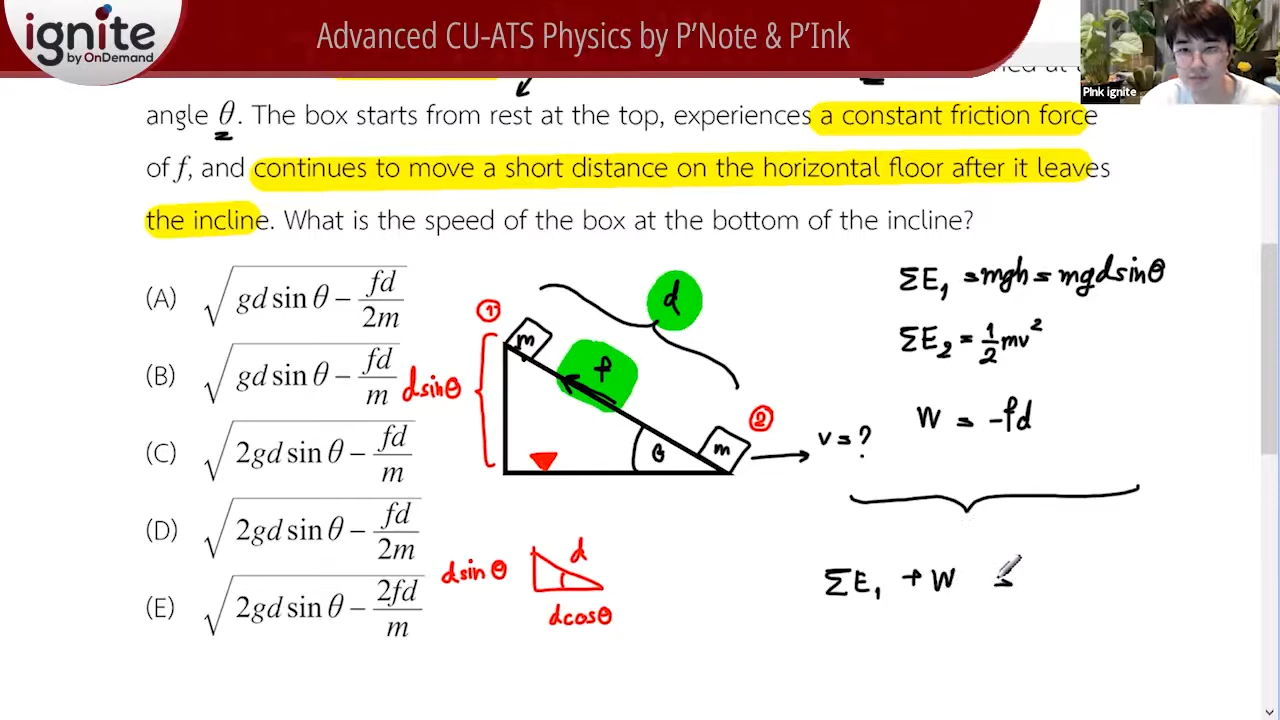 ignite
by OnDemand
Advanced CU-ATS Physics by P'Note & P'Ink
Pink ignite
angle θ. The box starts from rest at the top, experiences a constant friction force
of f, and continues to move a short distance on the horizontal floor after it leaves
the incline. What is the speed of the box at the bottom of the incline?
(A) √(gd sin θ − fd/2m)
(B) √(gd sin θ − fd/m)
(C) √(2gd sin θ − fd/m)
(D) √(2gd sin θ − fd/2m)
(E) √(2gd sin θ − 2fd/m)
①
m
d
f
dsinθ
②
m
θ
v = ?
d
dsinθ
dcosθ
ΣE₁ = mgh = mgdsinθ
ΣE₂ = 1/2 mv²
W = -fd
ΣE₁ + W =